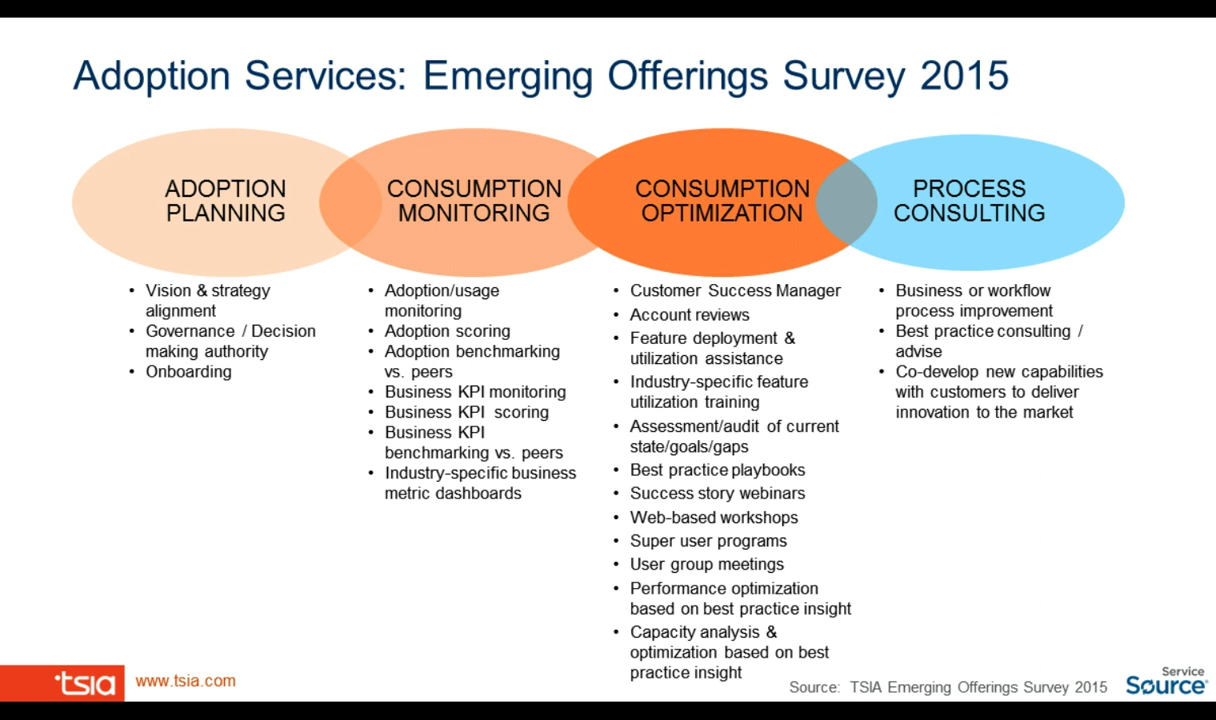 Adoption Services: Emerging Offerings Survey 2015
ADOPTION
PLANNING
CONSUMPTION
MONITORING
CONSUMPTION
OPTIMIZATION
PROCESS
CONSULTING
• Vision & strategy
alignment
• Governance / Decision
making authority
• Onboarding
• Adoption/usage
monitoring
• Adoption scoring
• Adoption benchmarking
vs. peers
• Business KPI monitoring
• Business KPI scoring
• Business KPI
benchmarking vs. peers
• Industry-specific business
metric dashboards
• Customer Success Manager
• Account reviews
• Feature deployment &
utilization assistance
• Industry-specific feature
utilization training
• Assessment/audit of current
state/goals/gaps
• Best practice playbooks
• Success story webinars
• Web-based workshops
• Super user programs
• User group meetings
• Performance optimization
based on best practice insight
• Capacity analysis &
optimization based on best
practice insight
• Business or workflow
process improvement
• Best practice consulting /
advise
• Co-develop new capabilities
with customers to deliver
innovation to the market
tsia
www.tsia.com
Source: TSIA Emerging Offerings Survey 2015
Service
Source